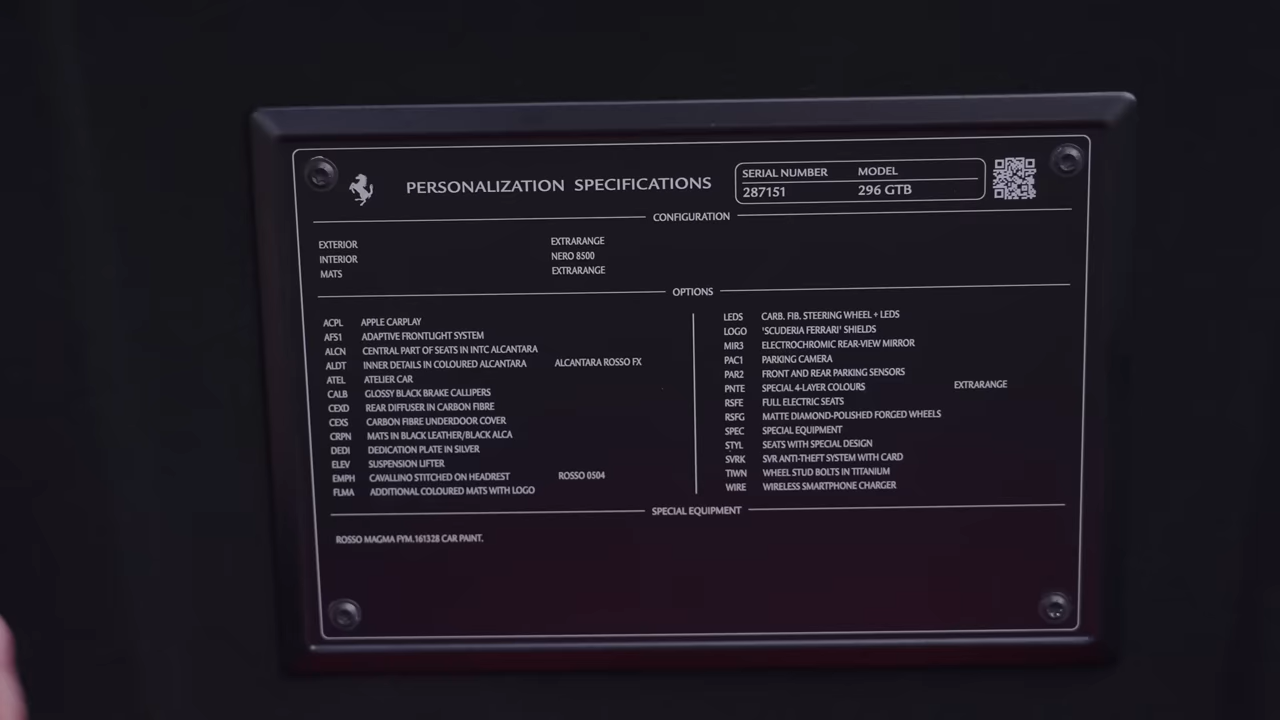 PERSONALIZATION SPECIFICATIONS
SERIAL NUMBER MODEL
287151 296 GTB
CONFIGURATION
EXTERIOR EXTRARANGE
INTERIOR NERO 8500
MATS EXTRARANGE
OPTIONS
ACPL APPLE CARPLAY
AFS1 ADAPTIVE FRONTLIGHT SYSTEM
ALCN CENTRAL PART OF SEATS IN INTC ALCANTARA
ALDT INNER DETAILS IN COLOURED ALCANTARA ALCANTARA ROSSO FX
ATEL ATELIER CAR
CALB GLOSSY BLACK BRAKE CALLIPERS
CEXD REAR DIFFUSER IN CARBON FIBRE
CEXS CARBON FIBRE UNDERDOOR COVER
CRPN MATS IN BLACK LEATHER/BLACK ALCA
DEDI DEDICATION PLATE IN SILVER
ELEV SUSPENSION LIFTER
EMPH CAVALLINO STITCHED ON HEADREST ROSSO 0504
FLMA ADDITIONAL COLOURED MATS WITH LOGO
LEDS CARB. FIB. STEERING WHEEL + LEDS
LOGO 'SCUDERIA FERRARI' SHIELDS
MIR3 ELECTROCHROMIC REAR-VIEW MIRROR
PAC1 PARKING CAMERA
PAR2 FRONT AND REAR PARKING SENSORS
PNTE SPECIAL 4-LAYER COLOURS EXTRARANGE
RSFE FULL ELECTRIC SEATS
RSFG MATTE DIAMOND-POLISHED FORGED WHEELS
SPEC SPECIAL EQUIPMENT
STYL SEATS WITH SPECIAL DESIGN
SVRK SVR ANTI-THEFT SYSTEM WITH CARD
TIWN WHEEL STUD BOLTS IN TITANIUM
WIRE WIRELESS SMARTPHONE CHARGER
SPECIAL EQUIPMENT
ROSSO MAGMA FYM.161328 CAR PAINT.